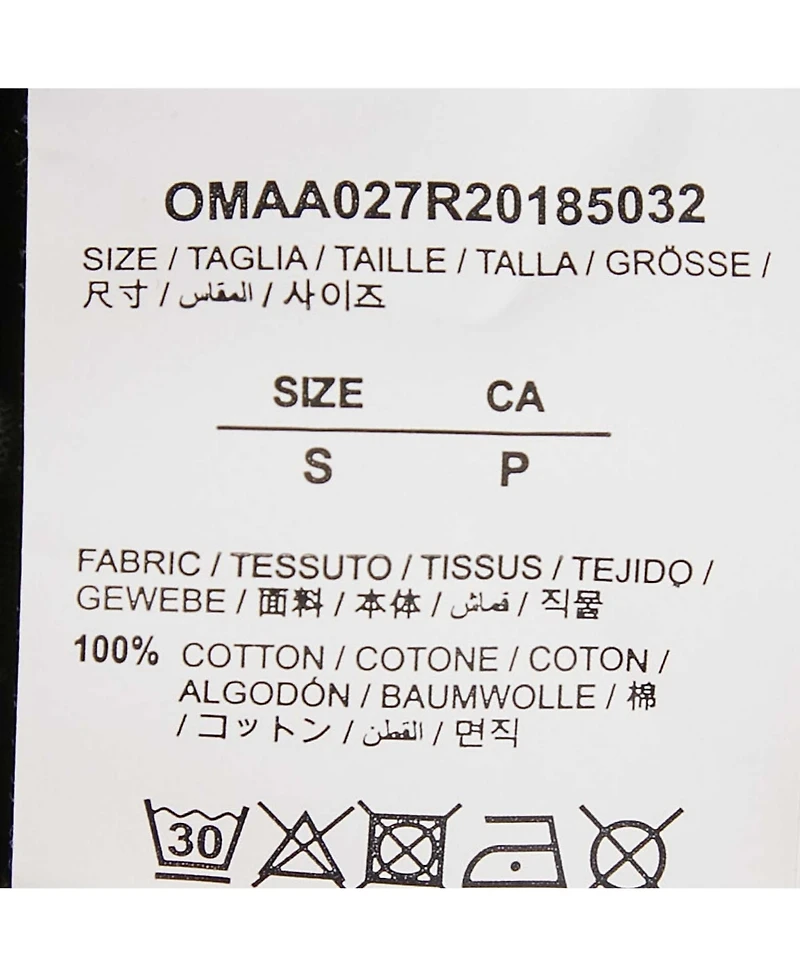 OMAA027R20185032
SIZE / TAGLIA / TAILLE / TALLA / GRÖSSE /
尺寸 / المقاس / 사이즈
SIZE CA
S P
FABRIC / TESSUTO / TISSUS / TEJIDO /
GEWEBE / 面料 / 本体 / قماش / 직물
100% COTTON / COTONE / COTON /
ALGODÓN / BAUMWOLLE / 棉
/ コットン / القطن / 면직
30